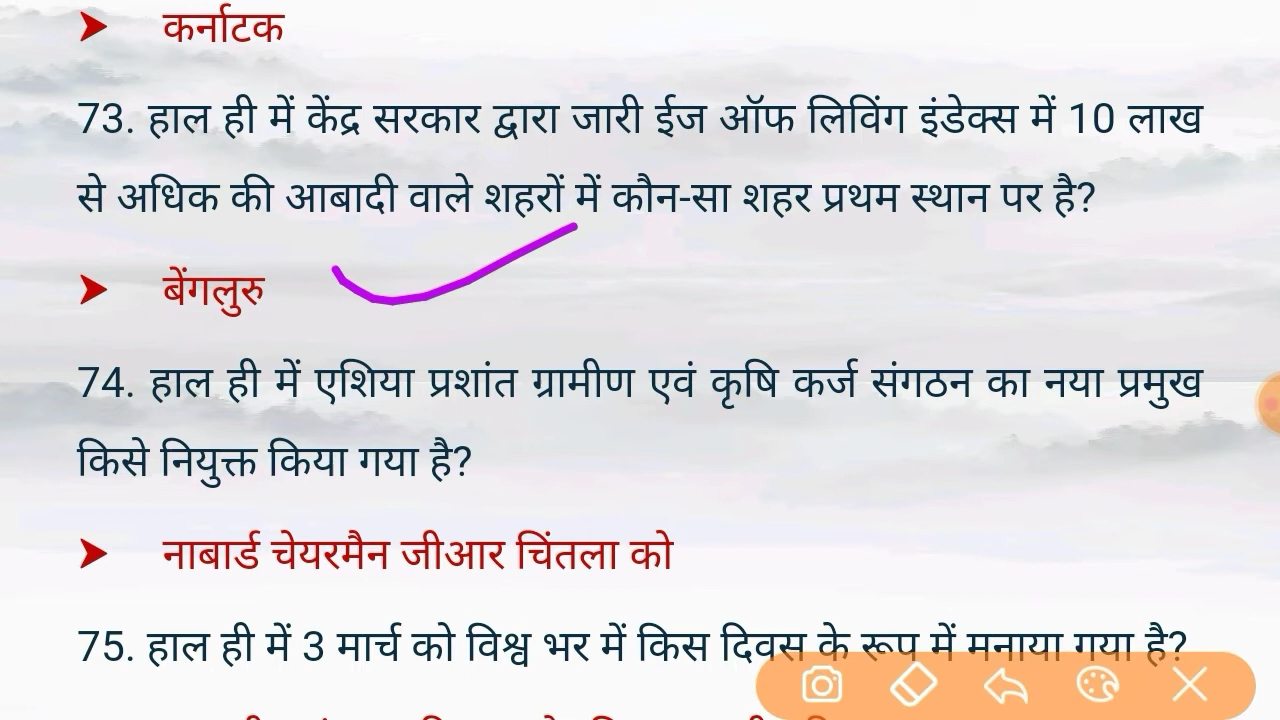 ➤ कर्नाटक
73. हाल ही में केंद्र सरकार द्वारा जारी ईज ऑफ लिविंग इंडेक्स में 10 लाख
से अधिक की आबादी वाले शहरों में कौन-सा शहर प्रथम स्थान पर है?
➤ बेंगलुरु
74. हाल ही में एशिया प्रशांत ग्रामीण एवं कृषि कर्ज संगठन का नया प्रमुख
किसे नियुक्त किया गया है?
➤ नाबार्ड चेयरमैन जीआर चिंतला को
75. हाल ही में 3 मार्च को विश्व भर में किस दिवस के रूप में मनाया गया है?